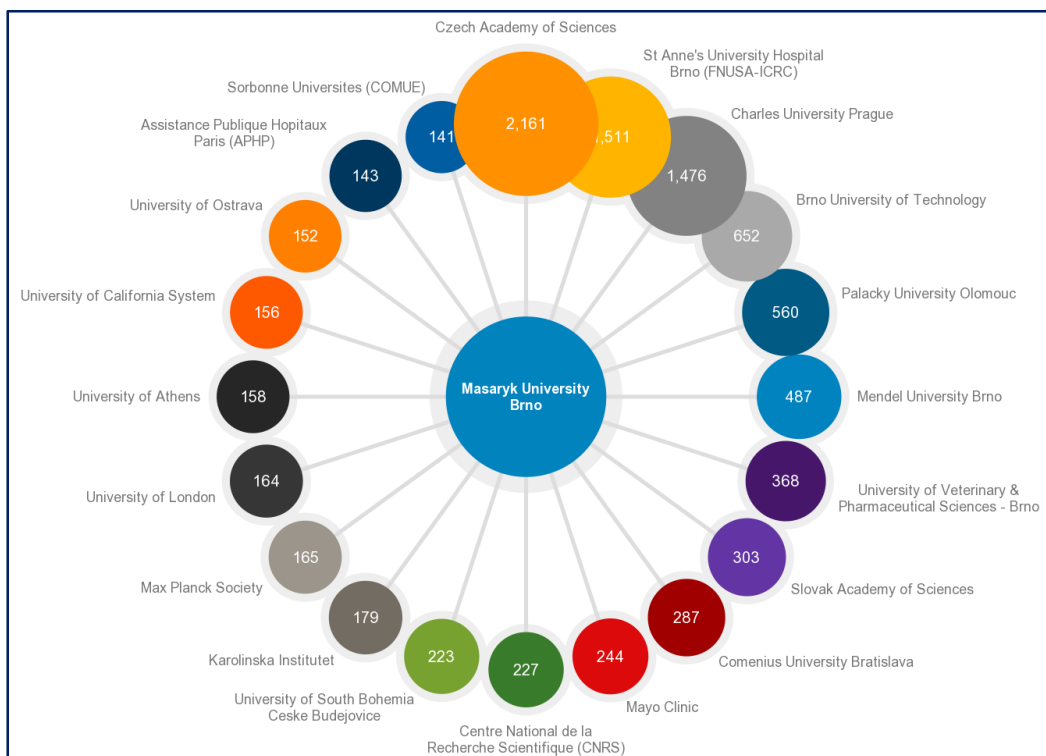 Czech Academy of Sciences
2,161
St Anne's University Hospital
Brno (FNUSA-ICRC)
1,511
Charles University Prague
1,476
Brno University of Technology
652
Palacky University Olomouc
560
Mendel University Brno
487
University of Veterinary &
Pharmaceutical Sciences - Brno
368
Slovak Academy of Sciences
303
Comenius University Bratislava
287
Mayo Clinic
244
Centre National de la
Recherche Scientifique (CNRS)
227
University of South Bohemia
Ceske Budejovice
223
Karolinska Institutet
179
Max Planck Society
165
University of London
164
University of Athens
158
University of California System
156
University of Ostrava
152
Assistance Publique Hopitaux
Paris (APHP)
143
Sorbonne Universites (COMUE)
141
Masaryk University
Brno